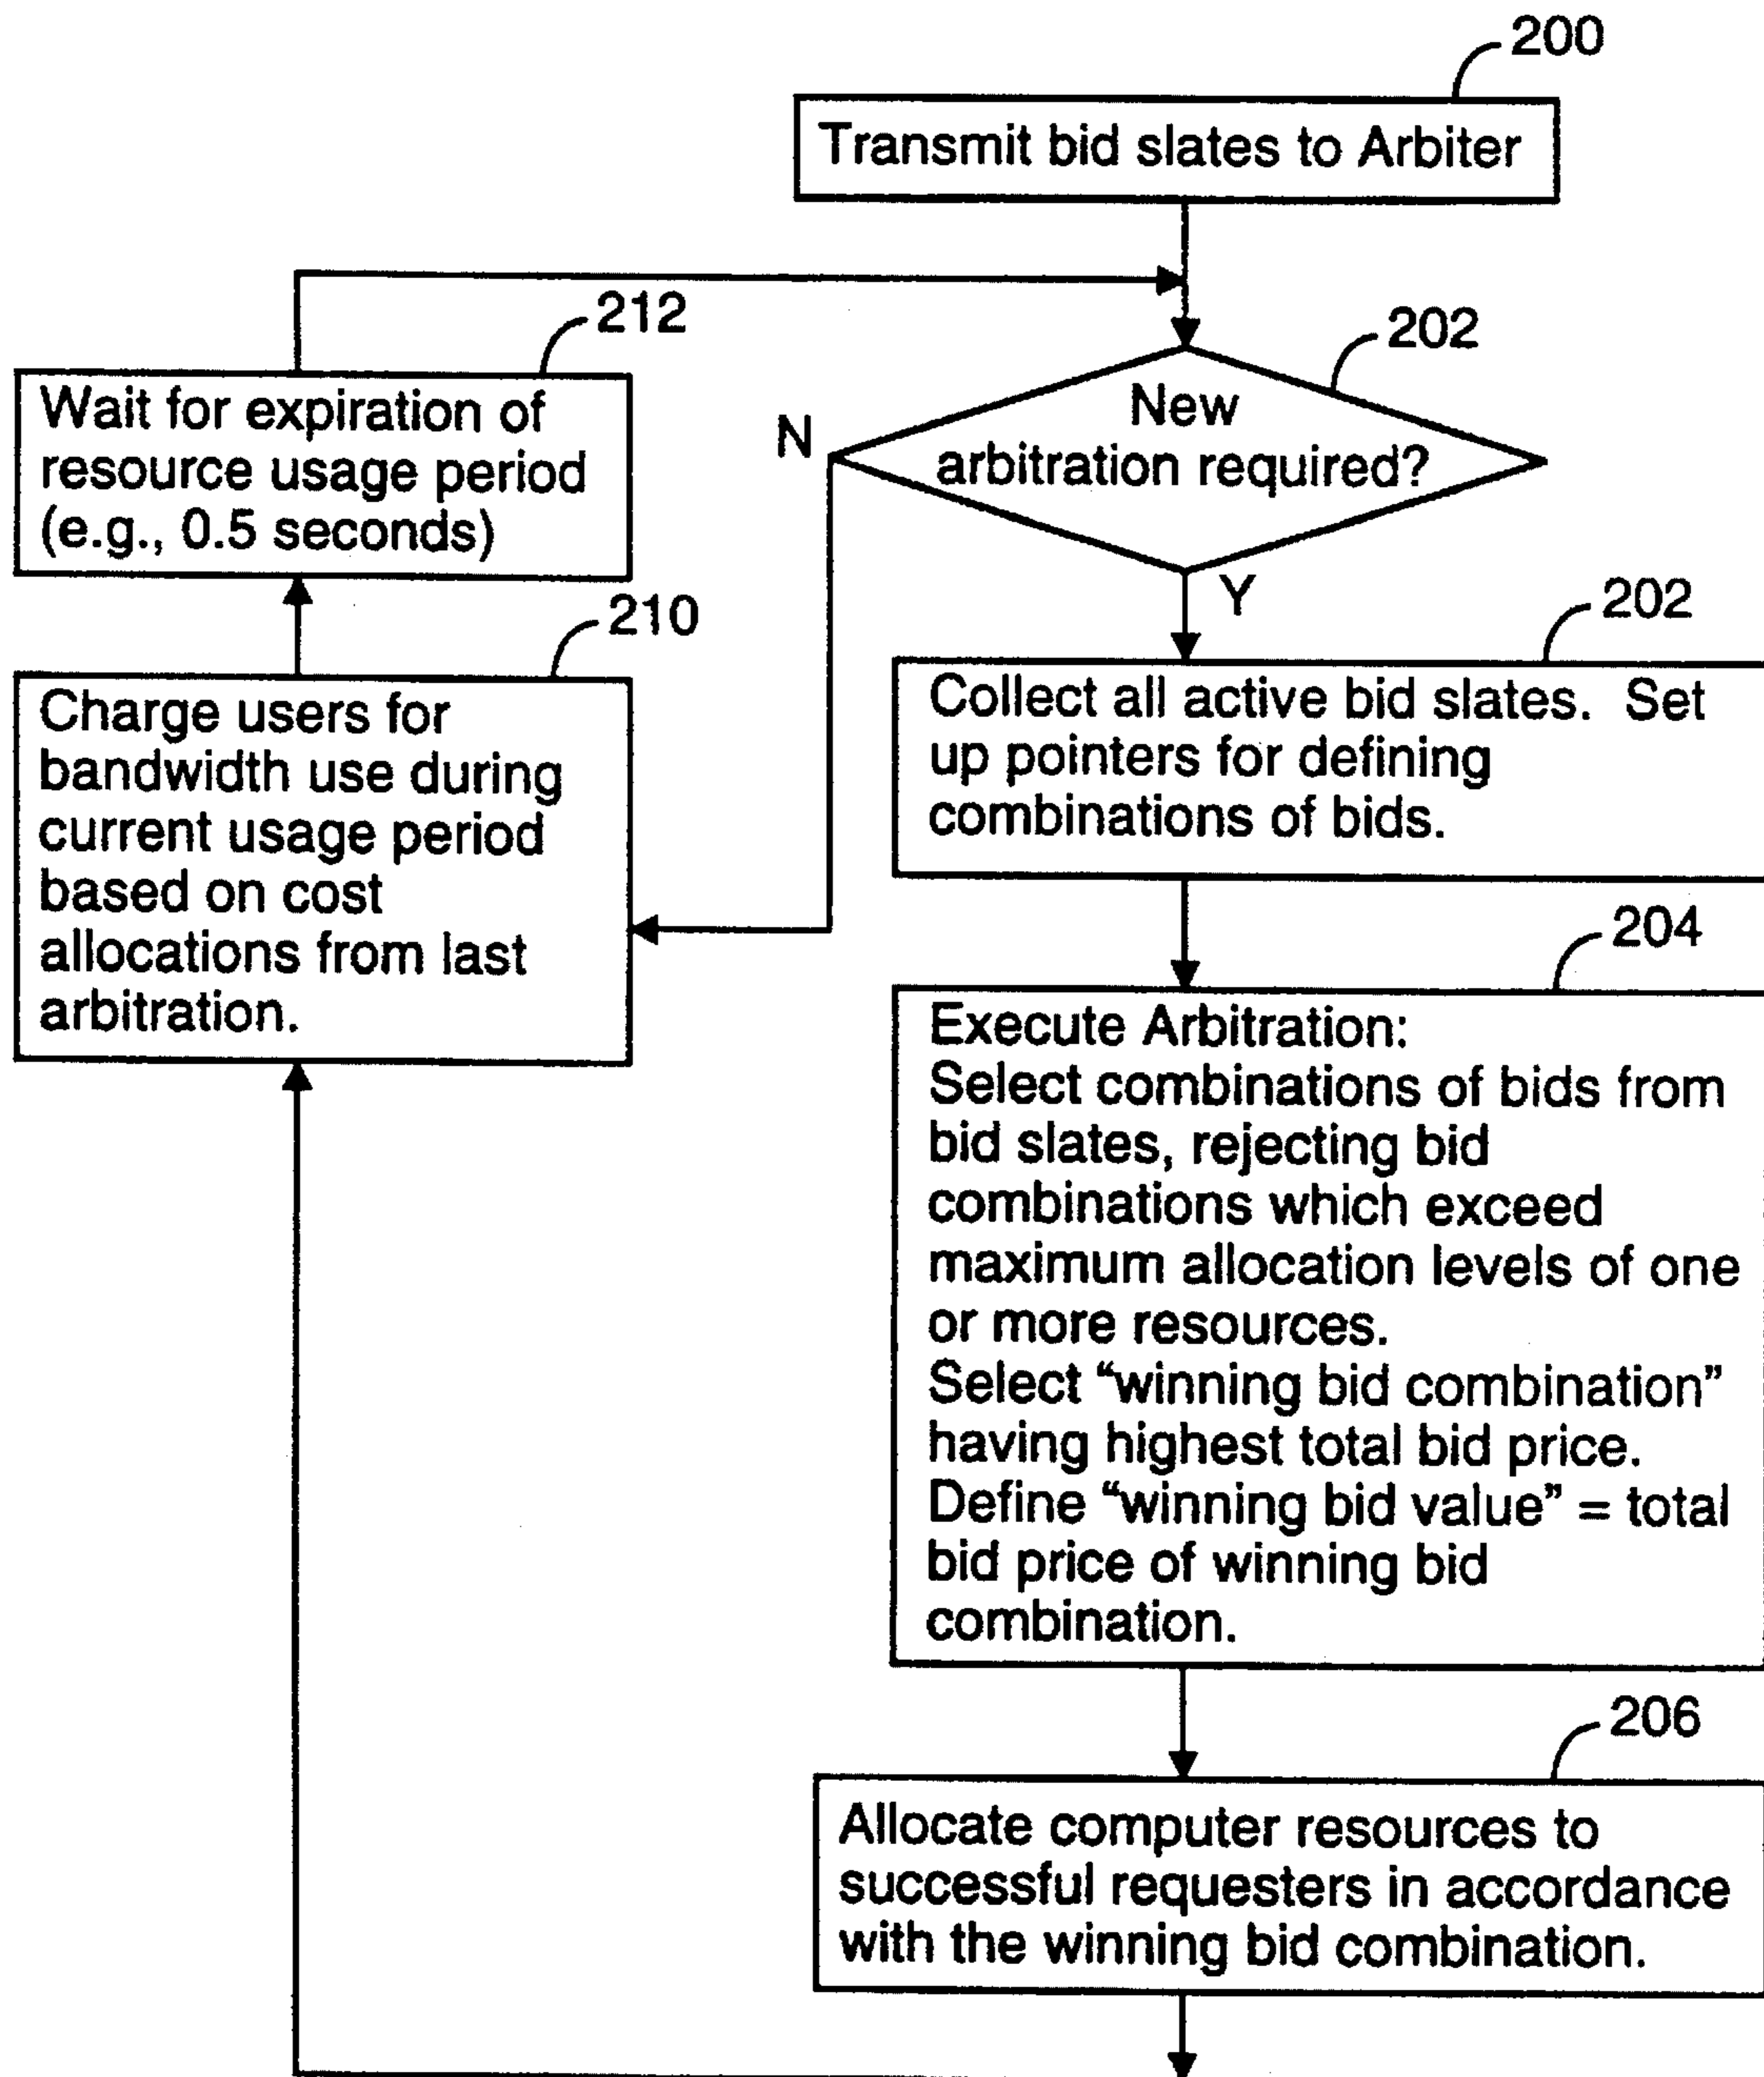 200
Transmit bid slates to Arbiter
212
Wait for expiration of
resource usage period
(e.g., 0.5 seconds)
202
New
arbitration required?
N
Y
210
Charge users for
bandwidth use during
current usage period
based on cost
allocations from last
arbitration.
202
Collect all active bid slates. Set
up pointers for defining
combinations of bids.
204
Execute Arbitration:
Select combinations of bids from
bid slates, rejecting bid
combinations which exceed
maximum allocation levels of one
or more resources.
Select “winning bid combination”
having highest total bid price.
Define “winning bid value” = total
bid price of winning bid
combination.
206
Allocate computer resources to
successful requesters in accordance
with the winning bid combination.